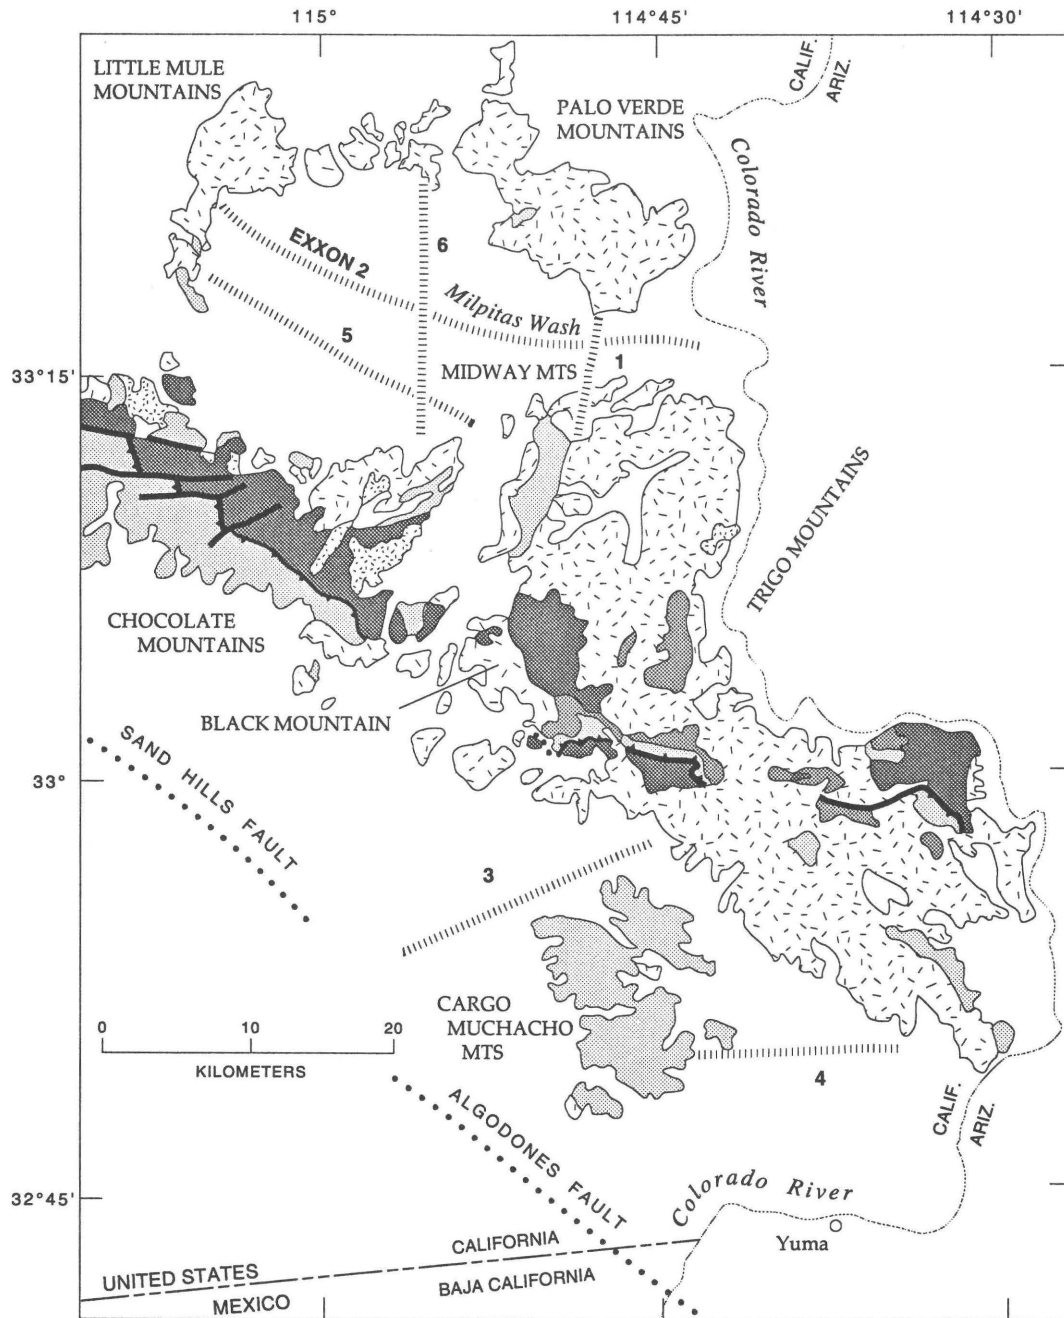 115°
114°45'
114°30'
LITTLE MULE
MOUNTAINS
PALO VERDE
MOUNTAINS
CALIF.
ARIZ.
Colorado River
EXXON 2
6
Milpitas Wash
5
1
MIDWAY MTS
33°15'
TRIGO MOUNTAINS
CHOCOLATE
MOUNTAINS
BLACK MOUNTAIN
SAND HILLS FAULT
33°
3
CARGO
MUCHACHO
MTS
0 10 20
KILOMETERS
4
ALGODONES FAULT
CALIF.
ARIZ.
32°45'
Colorado River
Yuma
CALIFORNIA
UNITED STATES
BAJA CALIFORNIA
MEXICO
115°